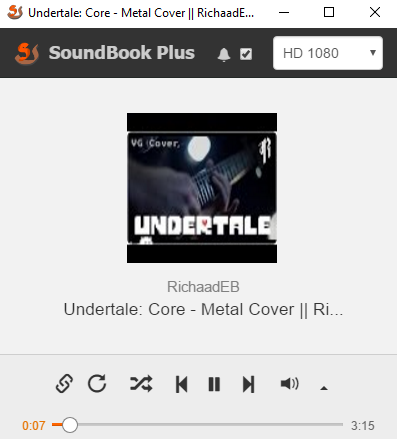 Undertale: Core - Metal Cover || RichaadE...
SoundBook Plus
HD 1080
VG Cover,
UNDERTALE
RichaadEB
Undertale: Core - Metal Cover || Ri...
0:07
3:15